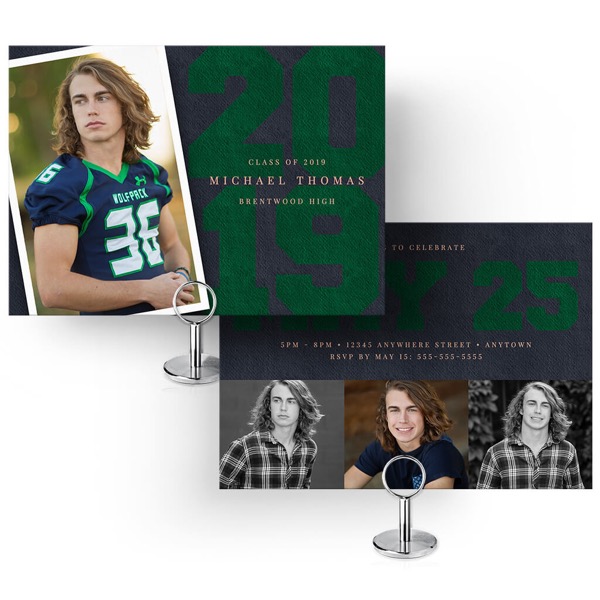 20
CLASS OF 2019
MICHAEL THOMAS
BRENTWOOD HIGH
19
36
WOLFPACK
36
TO CELEBRATE
25
5PM - 8PM • 12345 ANYWHERE STREET • ANYTOWN
RSVP BY MAY 15: 555-555-5555